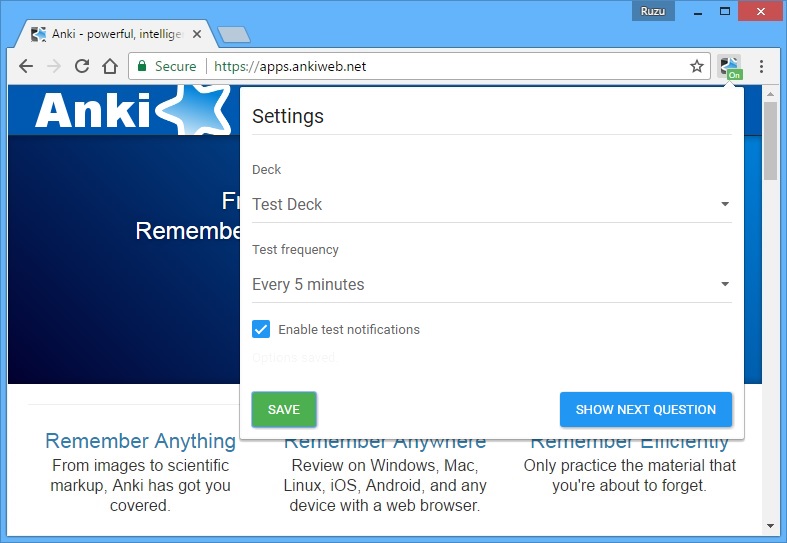 Ruzu
Anki - powerful, intellige
Secure
https://apps.ankiweb.net
On
Anki
Settings
Deck
Test Deck
Test frequency
Every 5 minutes
Enable test notifications
Options saved
SAVE
SHOW NEXT QUESTION
Remember Anything
From images to scientific
markup, Anki has got you
covered.
Remember Anywhere
Review on Windows, Mac,
Linux, iOS, Android, and any
device with a web browser.
Remember Efficiently
Only practice the material that
you're about to forget.